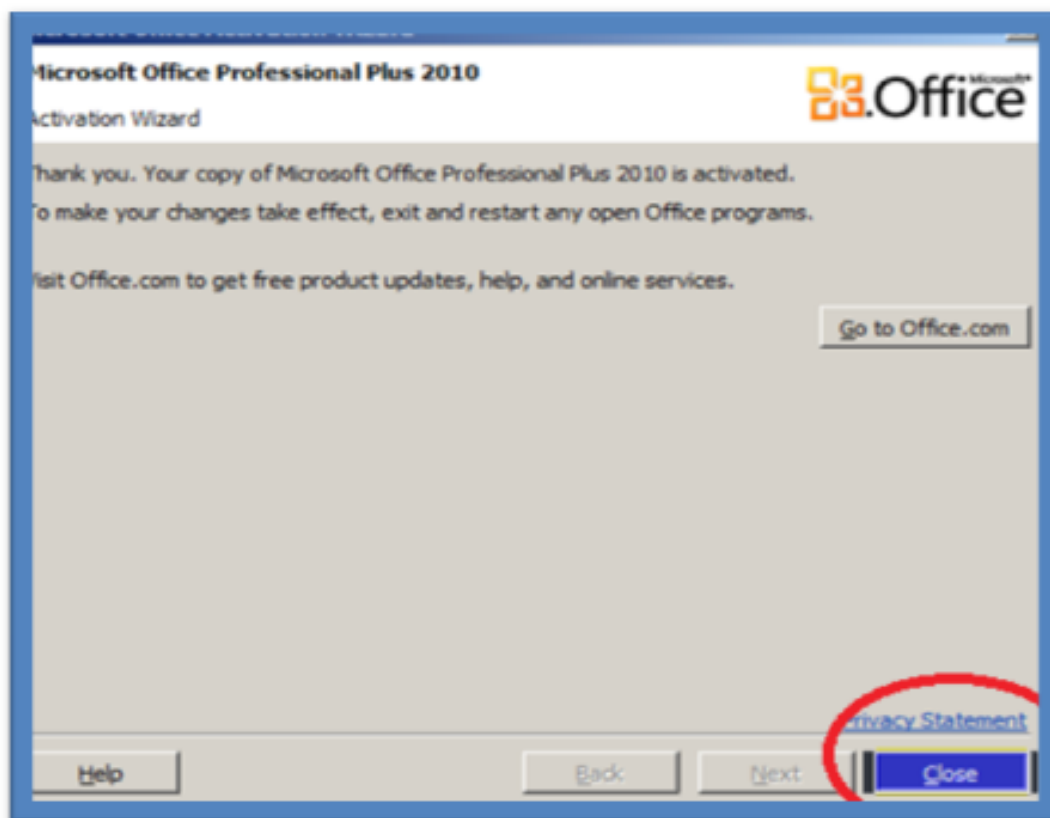 Microsoft Office Professional Plus 2010
Activation Wizard
Microsoft
Office
Thank you. Your copy of Microsoft Office Professional Plus 2010 is activated.
To make your changes take effect, exit and restart any open Office programs.
Visit Office.com to get free product updates, help, and online services.
Go to Office.com
Privacy Statement
Help
Back
Next
Close